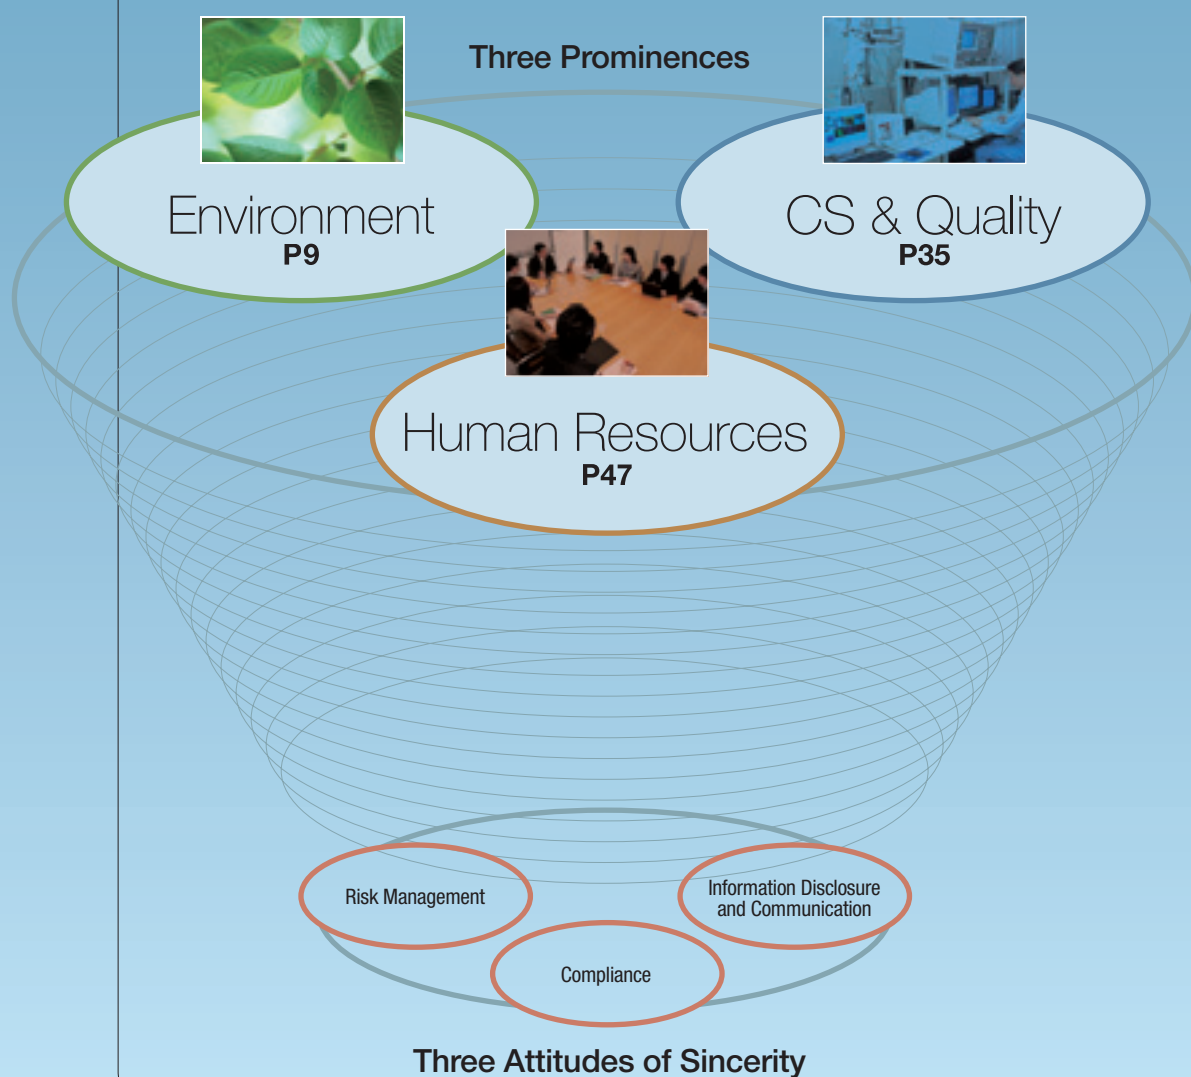 Three Prominences
Environment
P9
CS & Quality
P35
Human Resources
P47
Risk Management
Information Disclosure
and Communication
Compliance
Three Attitudes of Sincerity